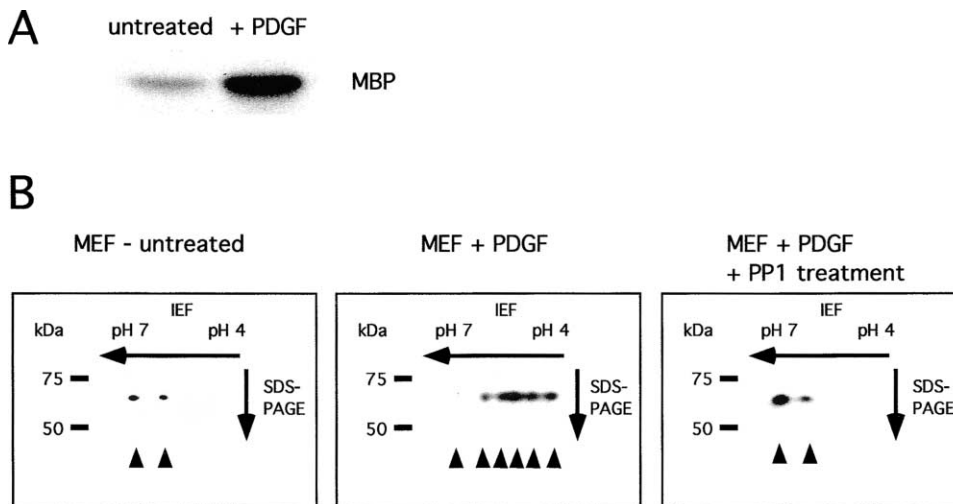 A
untreated + PDGF
MBP
B
MEF - untreated
IEF
kDa pH 7 pH 4
75
SDS-
PAGE
50
MEF + PDGF
IEF
kDa pH 7 pH 4
75
SDS-
PAGE
50
MEF + PDGF
+ PP1 treatment
IEF
kDa pH 7 pH 4
75
SDS-
PAGE
50